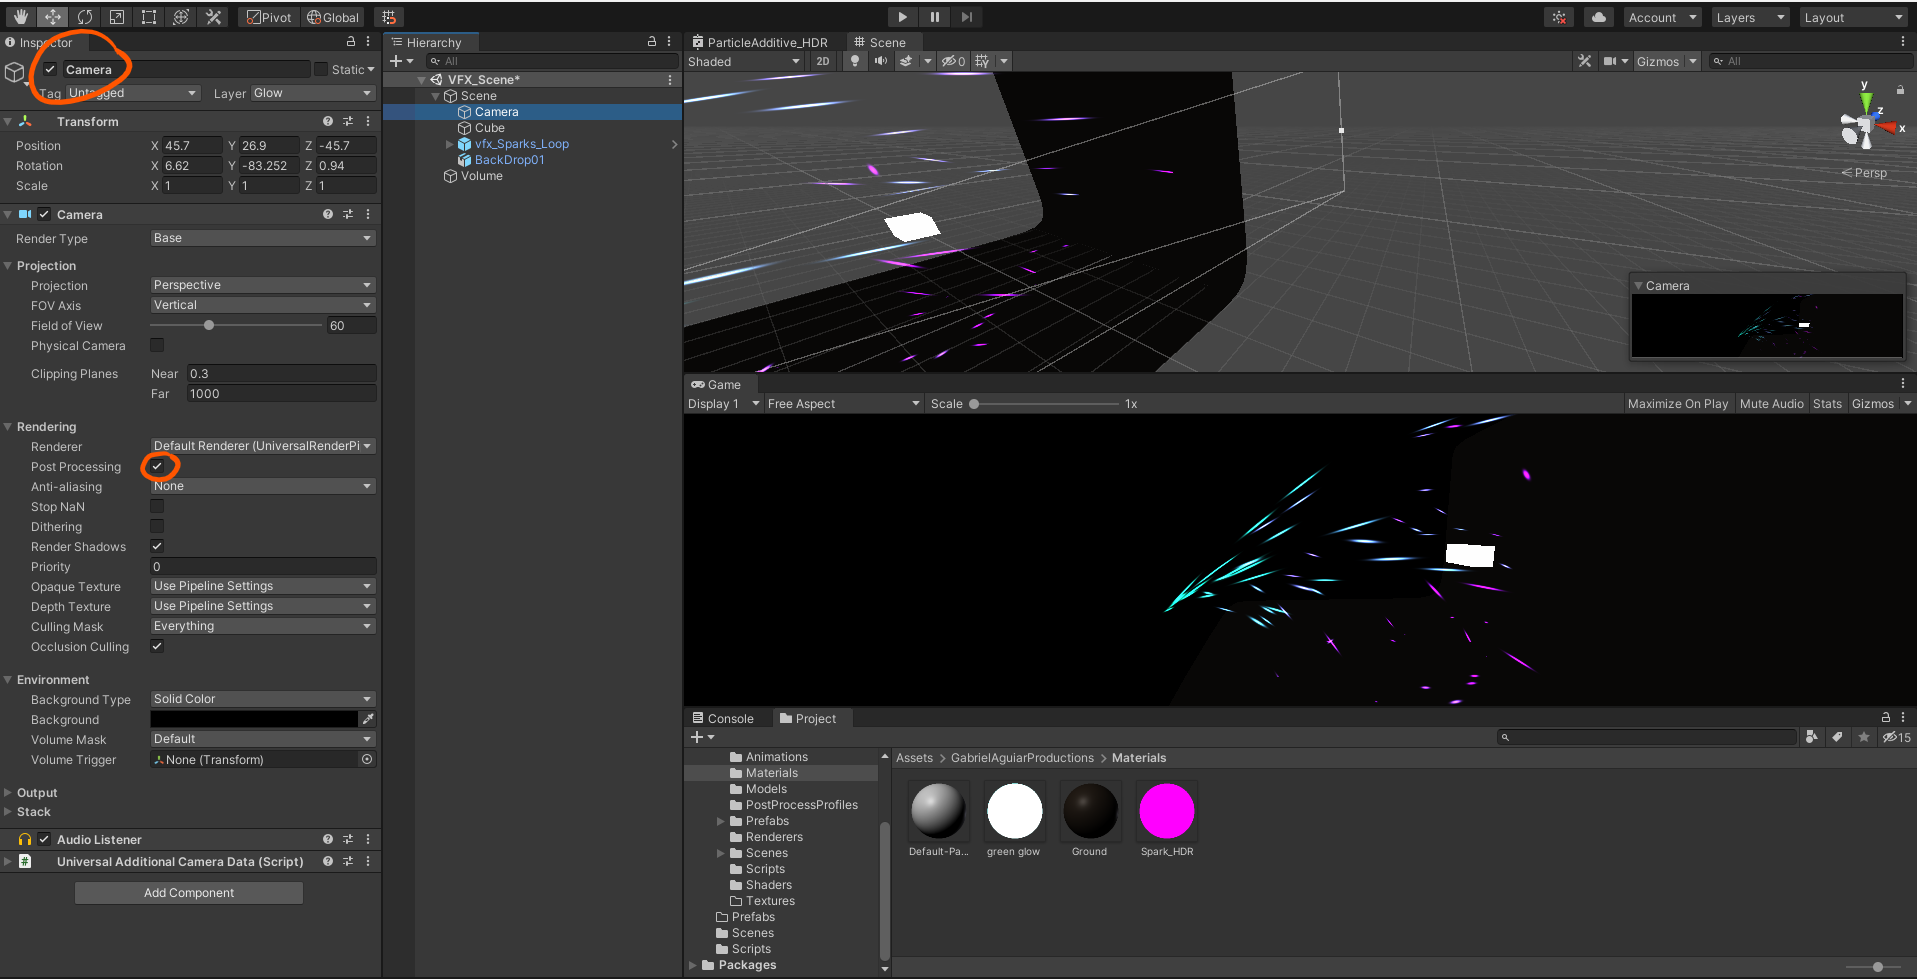 Pivot Global Account Layers Layout
Inspector
Camera Static
Tag Untagged Layer Glow
Transform
Position X 45.7 Y 26.9 Z -45.7
Rotation X 6.62 Y -83.252 Z 0.94
Scale X 1 Y 1 Z 1
Camera
Render Type Base
Projection
Projection Perspective
FOV Axis Vertical
Field of View 60
Physical Camera
Clipping Planes Near 0.3
Far 1000
Rendering
Renderer Default Renderer (UniversalRenderPi
Post Processing
Anti-aliasing None
Stop NaN
Dithering
Render Shadows
Priority 0
Opaque Texture Use Pipeline Settings
Depth Texture Use Pipeline Settings
Culling Mask Everything
Occlusion Culling
Environment
Background Type Solid Color
Background
Volume Mask Default
Volume Trigger None (Transform)
Output
Stack
Audio Listener
# Universal Additional Camera Data (Script)
Add Component
Hierarchy
All
VFX_Scene*
Scene
Camera
Cube
vfx_Sparks_Loop
BackDrop01
Volume
ParticleAdditive_HDR Scene
Shaded 2D 0 Gizmos All
y
z
x
Persp
Camera
Game
Display 1 Free Aspect Scale 1x Maximize On Play Mute Audio Stats Gizmos
Console Project
15
Animations
Materials
Models
PostProcessProfiles
Prefabs
Renderers
Scenes
Scripts
Shaders
Textures
Prefabs
Scenes
Scripts
Packages
Assets > GabrielAguiarProductions > Materials
Default-Pa... green glow Ground Spark_HDR